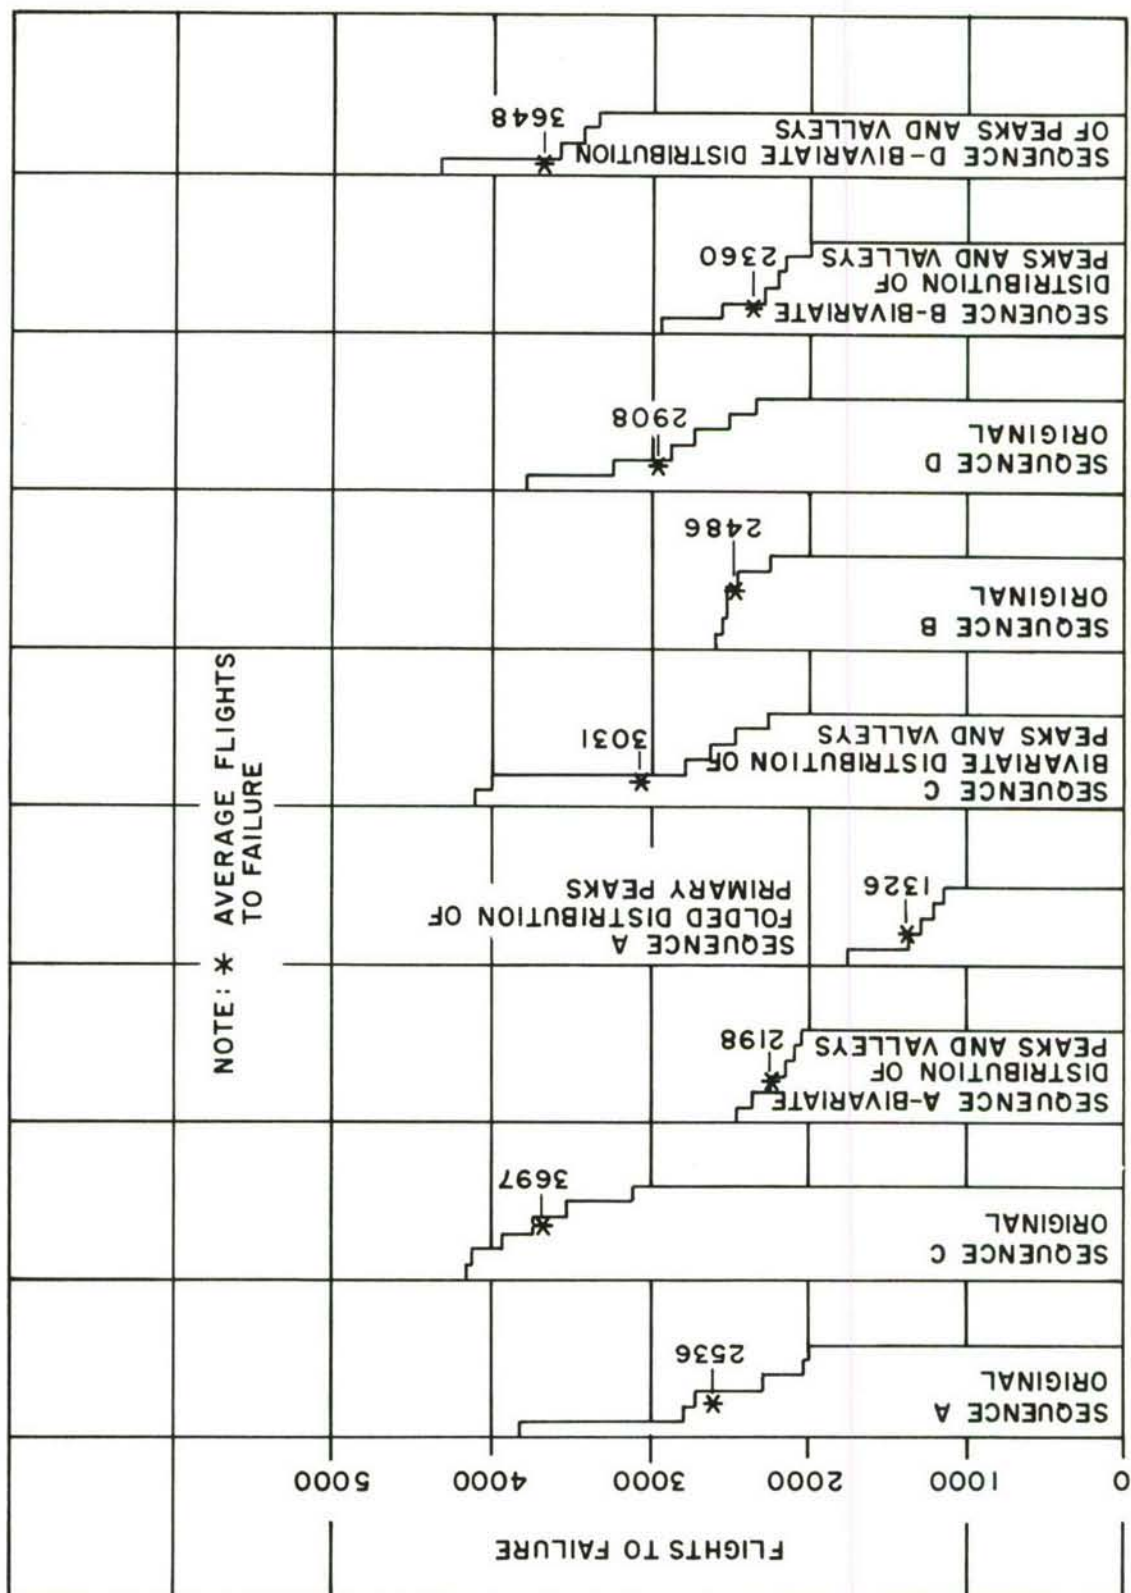 FLIGHTS TO FAILURE
0 1000 2000 3000 4000 5000
SEQUENCE A
ORIGINAL
2536
SEQUENCE C
ORIGINAL
3697
SEQUENCE A-BIVARIATE
DISTRIBUTION OF
PEAKS AND VALLEYS
2198
SEQUENCE A
FOLDED DISTRIBUTION OF
PRIMARY PEAKS
1326
SEQUENCE C
BIVARIATE DISTRIBUTION OF
PEAKS AND VALLEYS
3031
SEQUENCE B
ORIGINAL
2486
SEQUENCE D
ORIGINAL
2908
SEQUENCE B-BIVARIATE
DISTRIBUTION OF
PEAKS AND VALLEYS
2360
SEQUENCE D-BIVARIATE DISTRIBUTION
OF PEAKS AND VALLEYS
3648
NOTE: * AVERAGE FLIGHTS
TO FAILURE